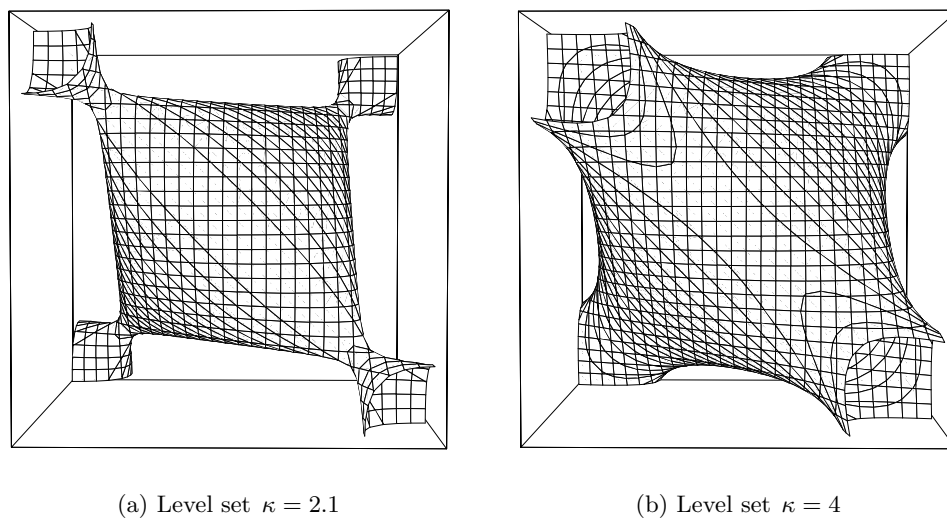 (a) Level set κ = 2.1
(b) Level set κ = 4